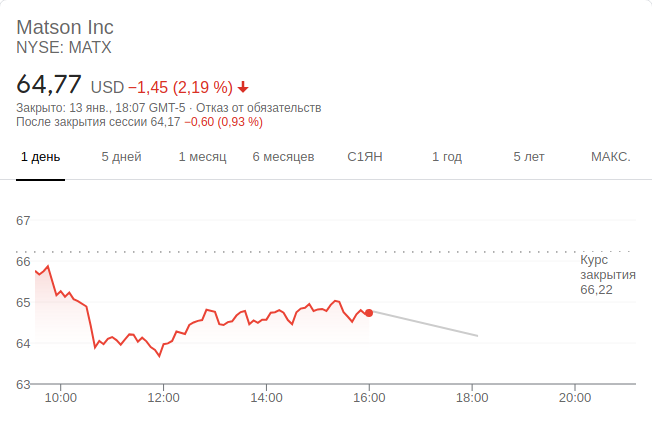 Matson Inc
NYSE: MATX
64,77 USD −1,45 (2,19 %)
Закрыто: 13 янв., 18:07 GMT-5 · Отказ от обязательств
После закрытия сессии 64,17 −0,60 (0,93 %)
1 день 5 дней 1 месяц 6 месяцев С1ЯН 1 год 5 лет МАКС.
67
66
65
64
63
Курс
закрытия
66,22
10:00 12:00 14:00 16:00 18:00 20:00